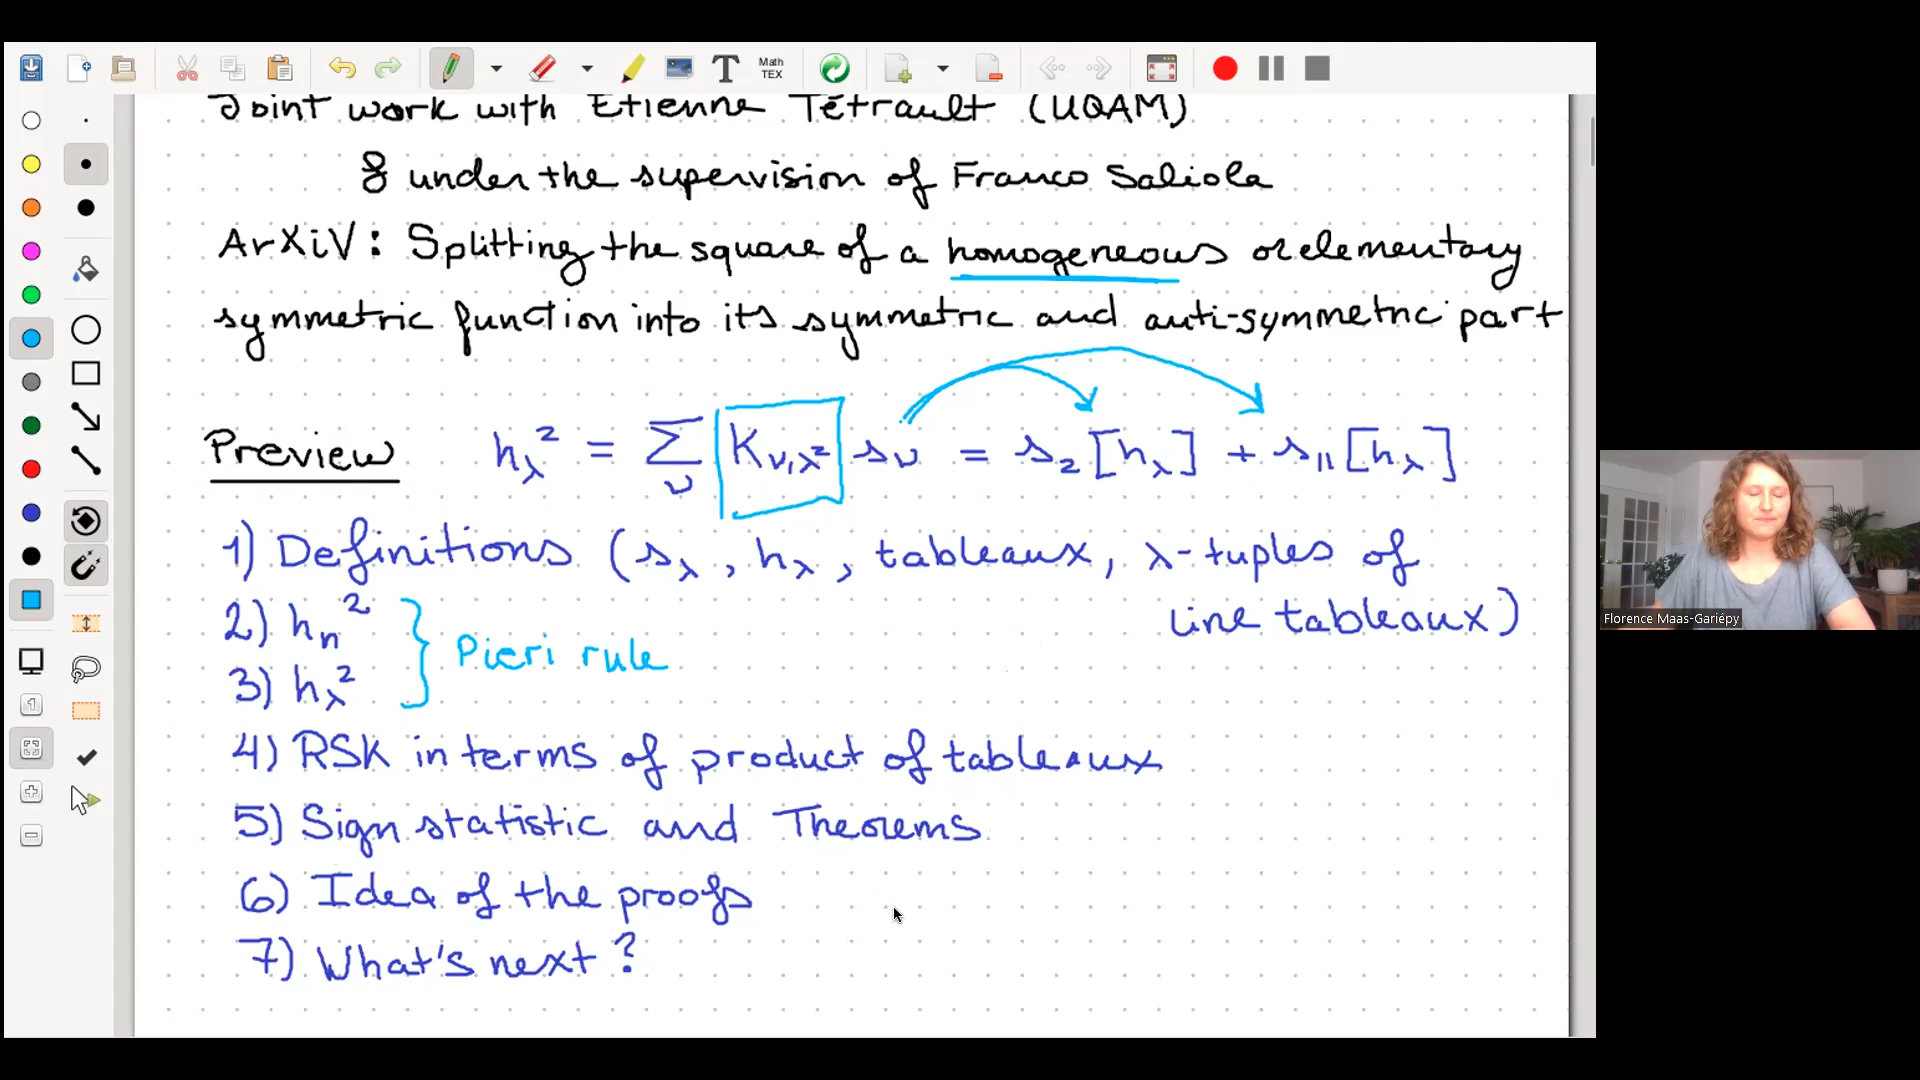 Math
TEX
Joint work with Etienne Tétrault (UQAM)
& under the supervision of Franco Saliola
ArXiV: Splitting the square of a homogeneous or elementary
symmetric function into its symmetric and anti-symmetric part
Preview h_λ^2 = Σ_ν K_{ν,λ^2} s_ν = s_2[h_λ] + s_{11}[h_λ]
1) Definitions (s_λ, h_λ, tableaux, λ-tuples of
line tableaux)
2) h_n^2
3) h_λ^2 } Pieri rule
4) RSK in terms of product of tableaux
5) Sign statistic and Theorems
6) Idea of the proofs
7) What's next?
Florence Maas-Gariépy